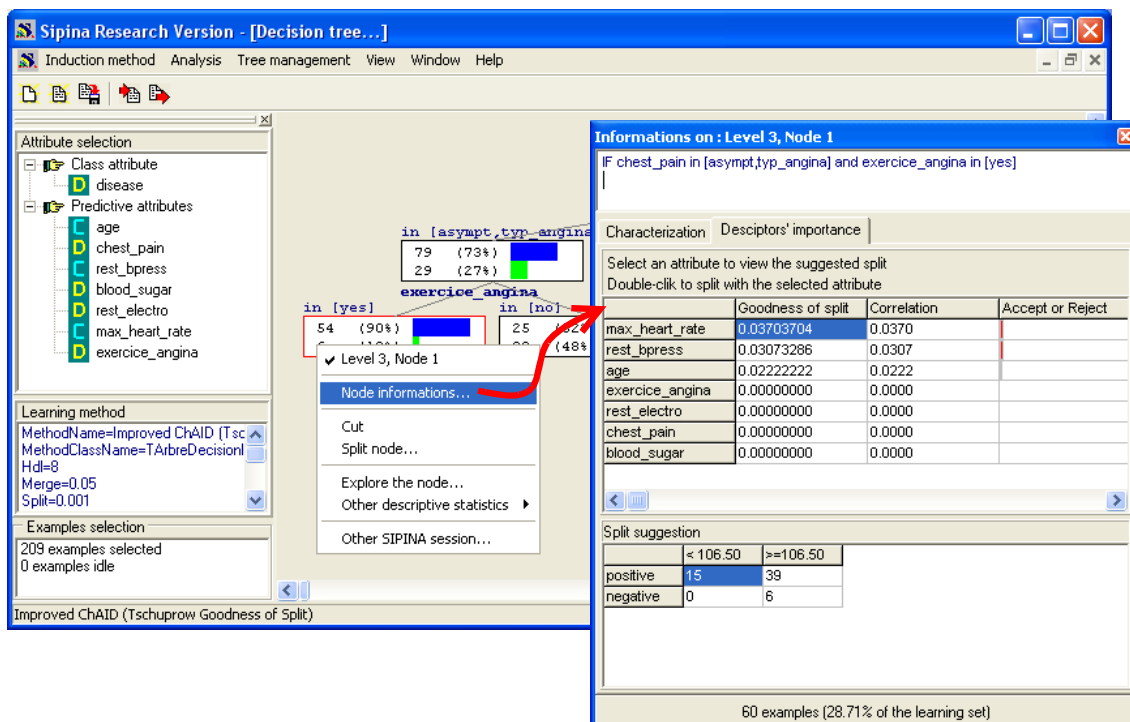 Sipina Research Version - [Decision tree...]
Induction method Analysis Tree management View Window Help
Attribute selection
Class attribute
D disease
Predictive attributes
C age
D chest_pain
C rest_bpress
D blood_sugar
D rest_electro
C max_heart_rate
D exercice_angina
Learning method
MethodName=Improved ChAID (Tsc
MethodClassName=TArbreDecisionI
Hdl=8
Merge=0.05
Split=0.001
Examples selection
209 examples selected
0 examples idle
Improved ChAID (Tschuprow Goodness of Split)
in [asympt,typ_angina
79 (73%)
29 (27%)
exercice_angina
in [yes]
54 (90%)
in [no]
25
(48%
Level 3, Node 1
Node informations...
Cut
Split node...
Explore the node...
Other descriptive statistics
Other SIPINA session...
Informations on : Level 3, Node 1
IF chest_pain in [asympt,typ_angina] and exercice_angina in [yes]
Characterization Desciptors' importance
Select an attribute to view the suggested split
Double-clik to split with the selected attribute
Goodness of split Correlation Accept or Reject
max_heart_rate 0.03703704 0.0370
rest_bpress 0.03073286 0.0307
age 0.02222222 0.0222
exercice_angina 0.00000000 0.0000
rest_electro 0.00000000 0.0000
chest_pain 0.00000000 0.0000
blood_sugar 0.00000000 0.0000
Split suggestion
< 106.50 >=106.50
positive 15 39
negative 0 6
60 examples (28.71% of the learning set)